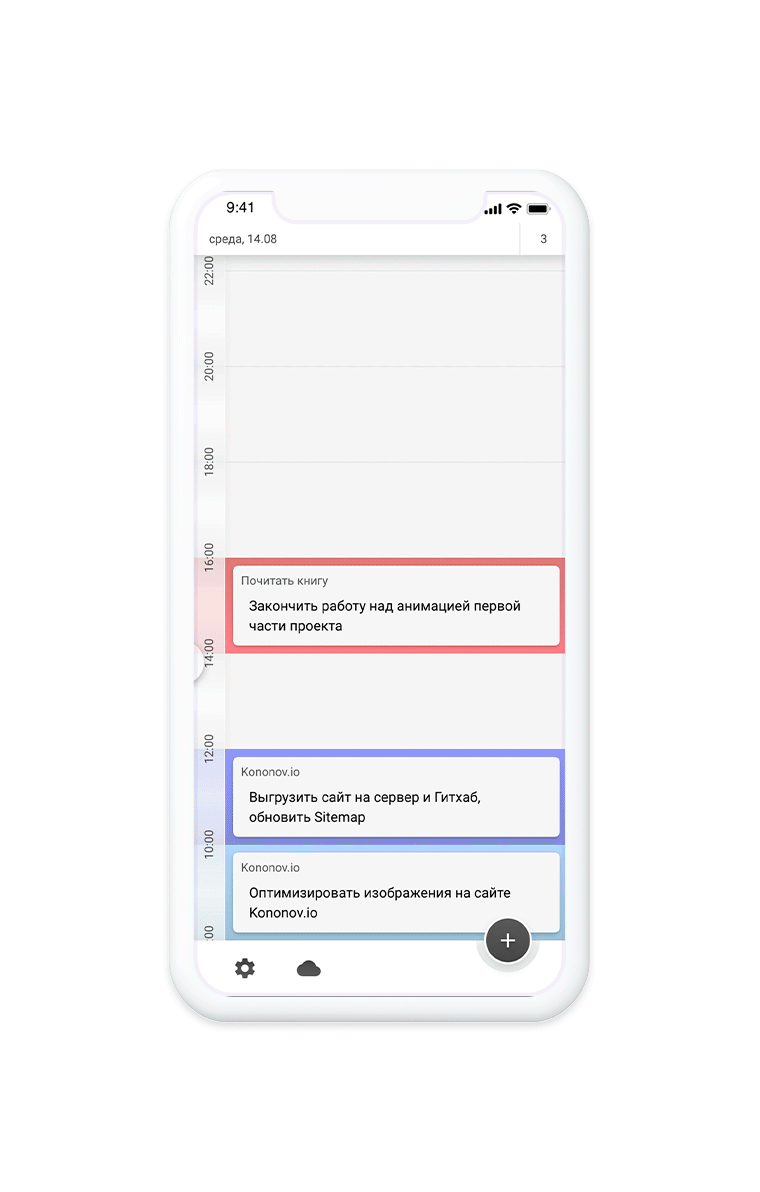 9:41
среда, 14.08
3
22:00
20:00
18:00
16:00
Почитать книгу
Закончить работу над анимацией первой
части проекта
14:00
12:00
Kononov.io
Выгрузить сайт на сервер и Гитхаб,
обновить Sitemap
10:00
Kononov.io
Оптимизировать изображения на сайте
Kononov.io
:00